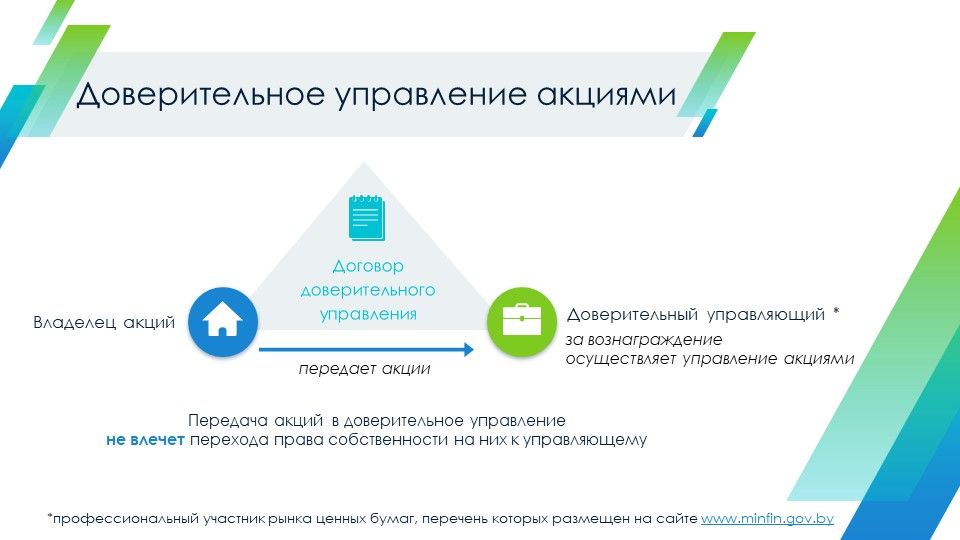 Доверительное управление акциями
Договор
доверительного
управления
Владелец акций
Доверительный управляющий *
за вознаграждение
осуществляет управление акциями
передает акции
Передача акций в доверительное управление
не влечет перехода права собственности на них к управляющему
*профессиональный участник рынка ценных бумаг, перечень которых размещен на сайте www.minfin.gov.by